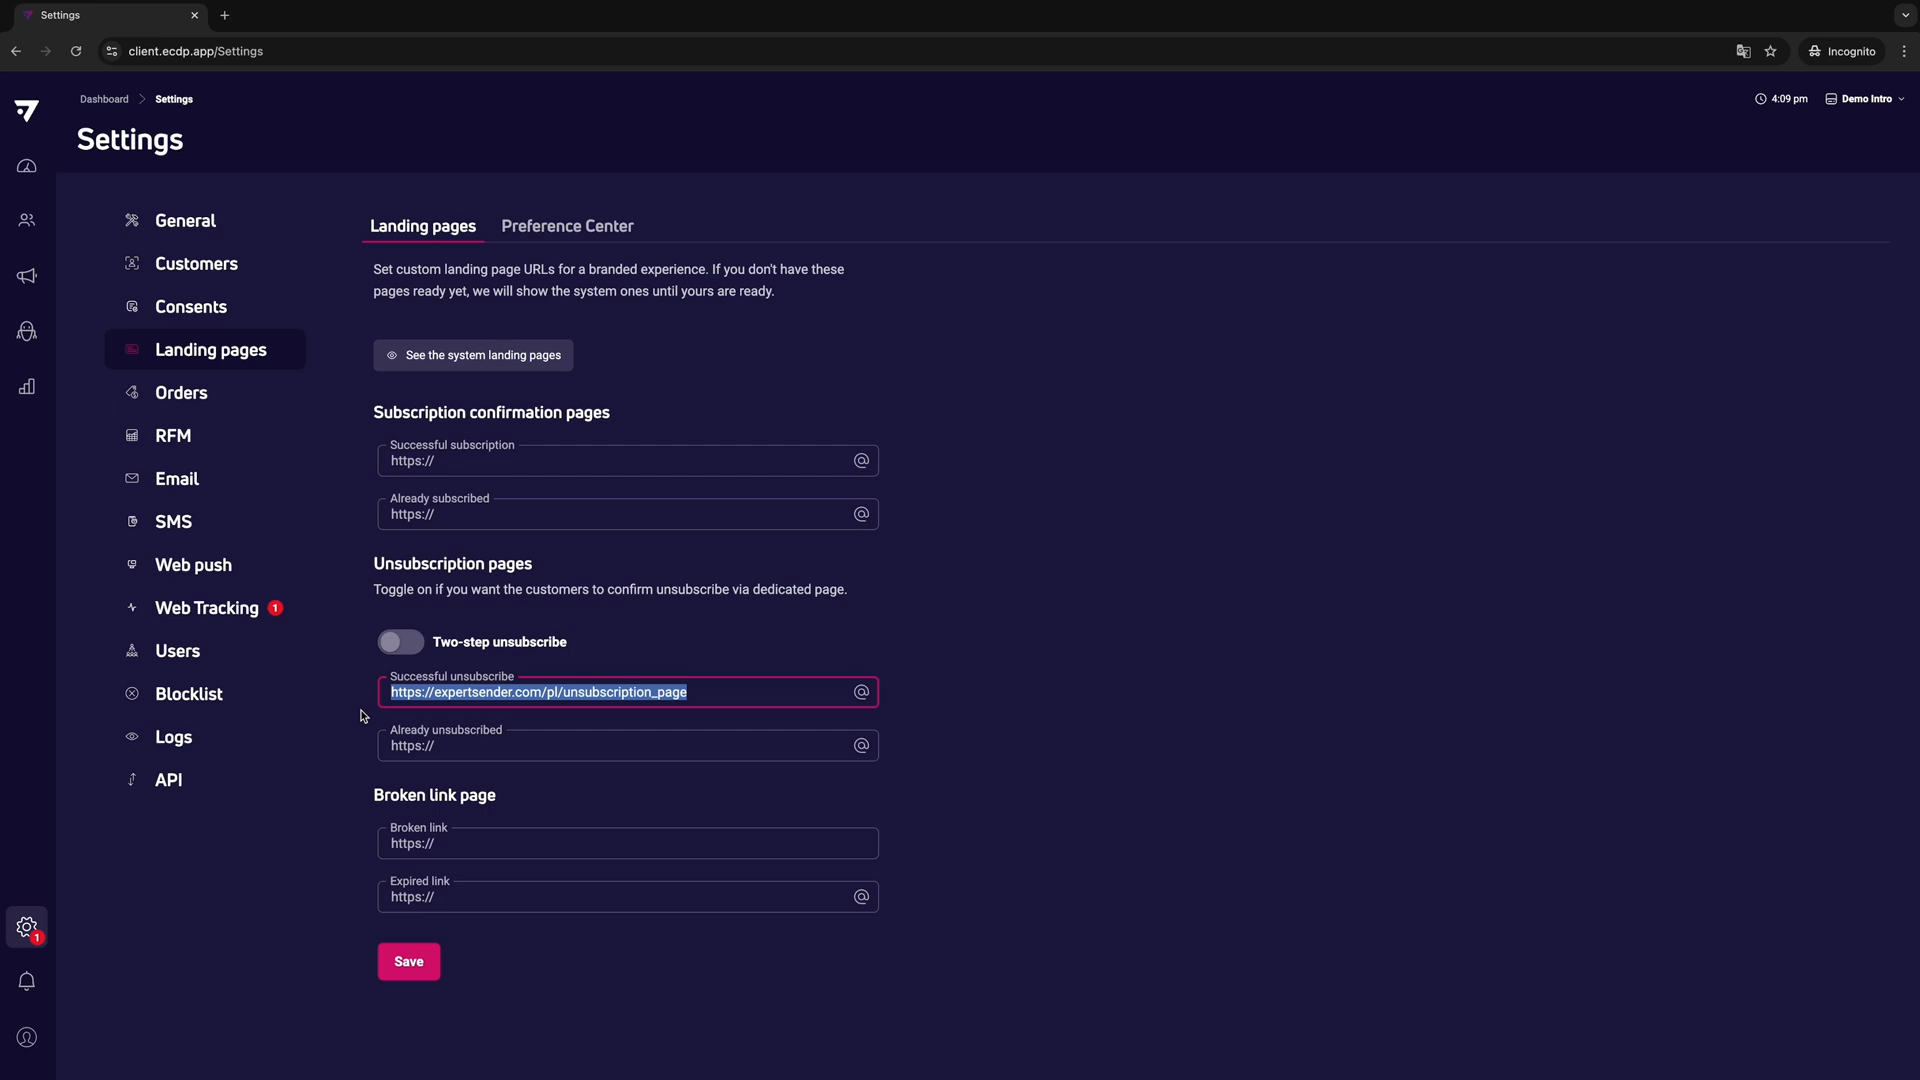 Settings
client.ecdp.app/Settings
Incognito
Dashboard
Settings
4:09 pm
Demo Intro
Settings
General
Customers
Consents
Landing pages
Orders
RFM
Email
SMS
Web push
Web Tracking 1
Users
Blocklist
Logs
API
1
Landing pages
Preference Center
Set custom landing page URLs for a branded experience. If you don't have these
pages ready yet, we will show the system ones until yours are ready.
See the system landing pages
Subscription confirmation pages
Successful subscription
https://
Already subscribed
https://
Unsubscription pages
Toggle on if you want the customers to confirm unsubscribe via dedicated page.
Two-step unsubscribe
Successful unsubscribe
https://expertsender.com/pl/unsubscription_page
Already unsubscribed
https://
Broken link page
Broken link
https://
Expired link
https://
Save